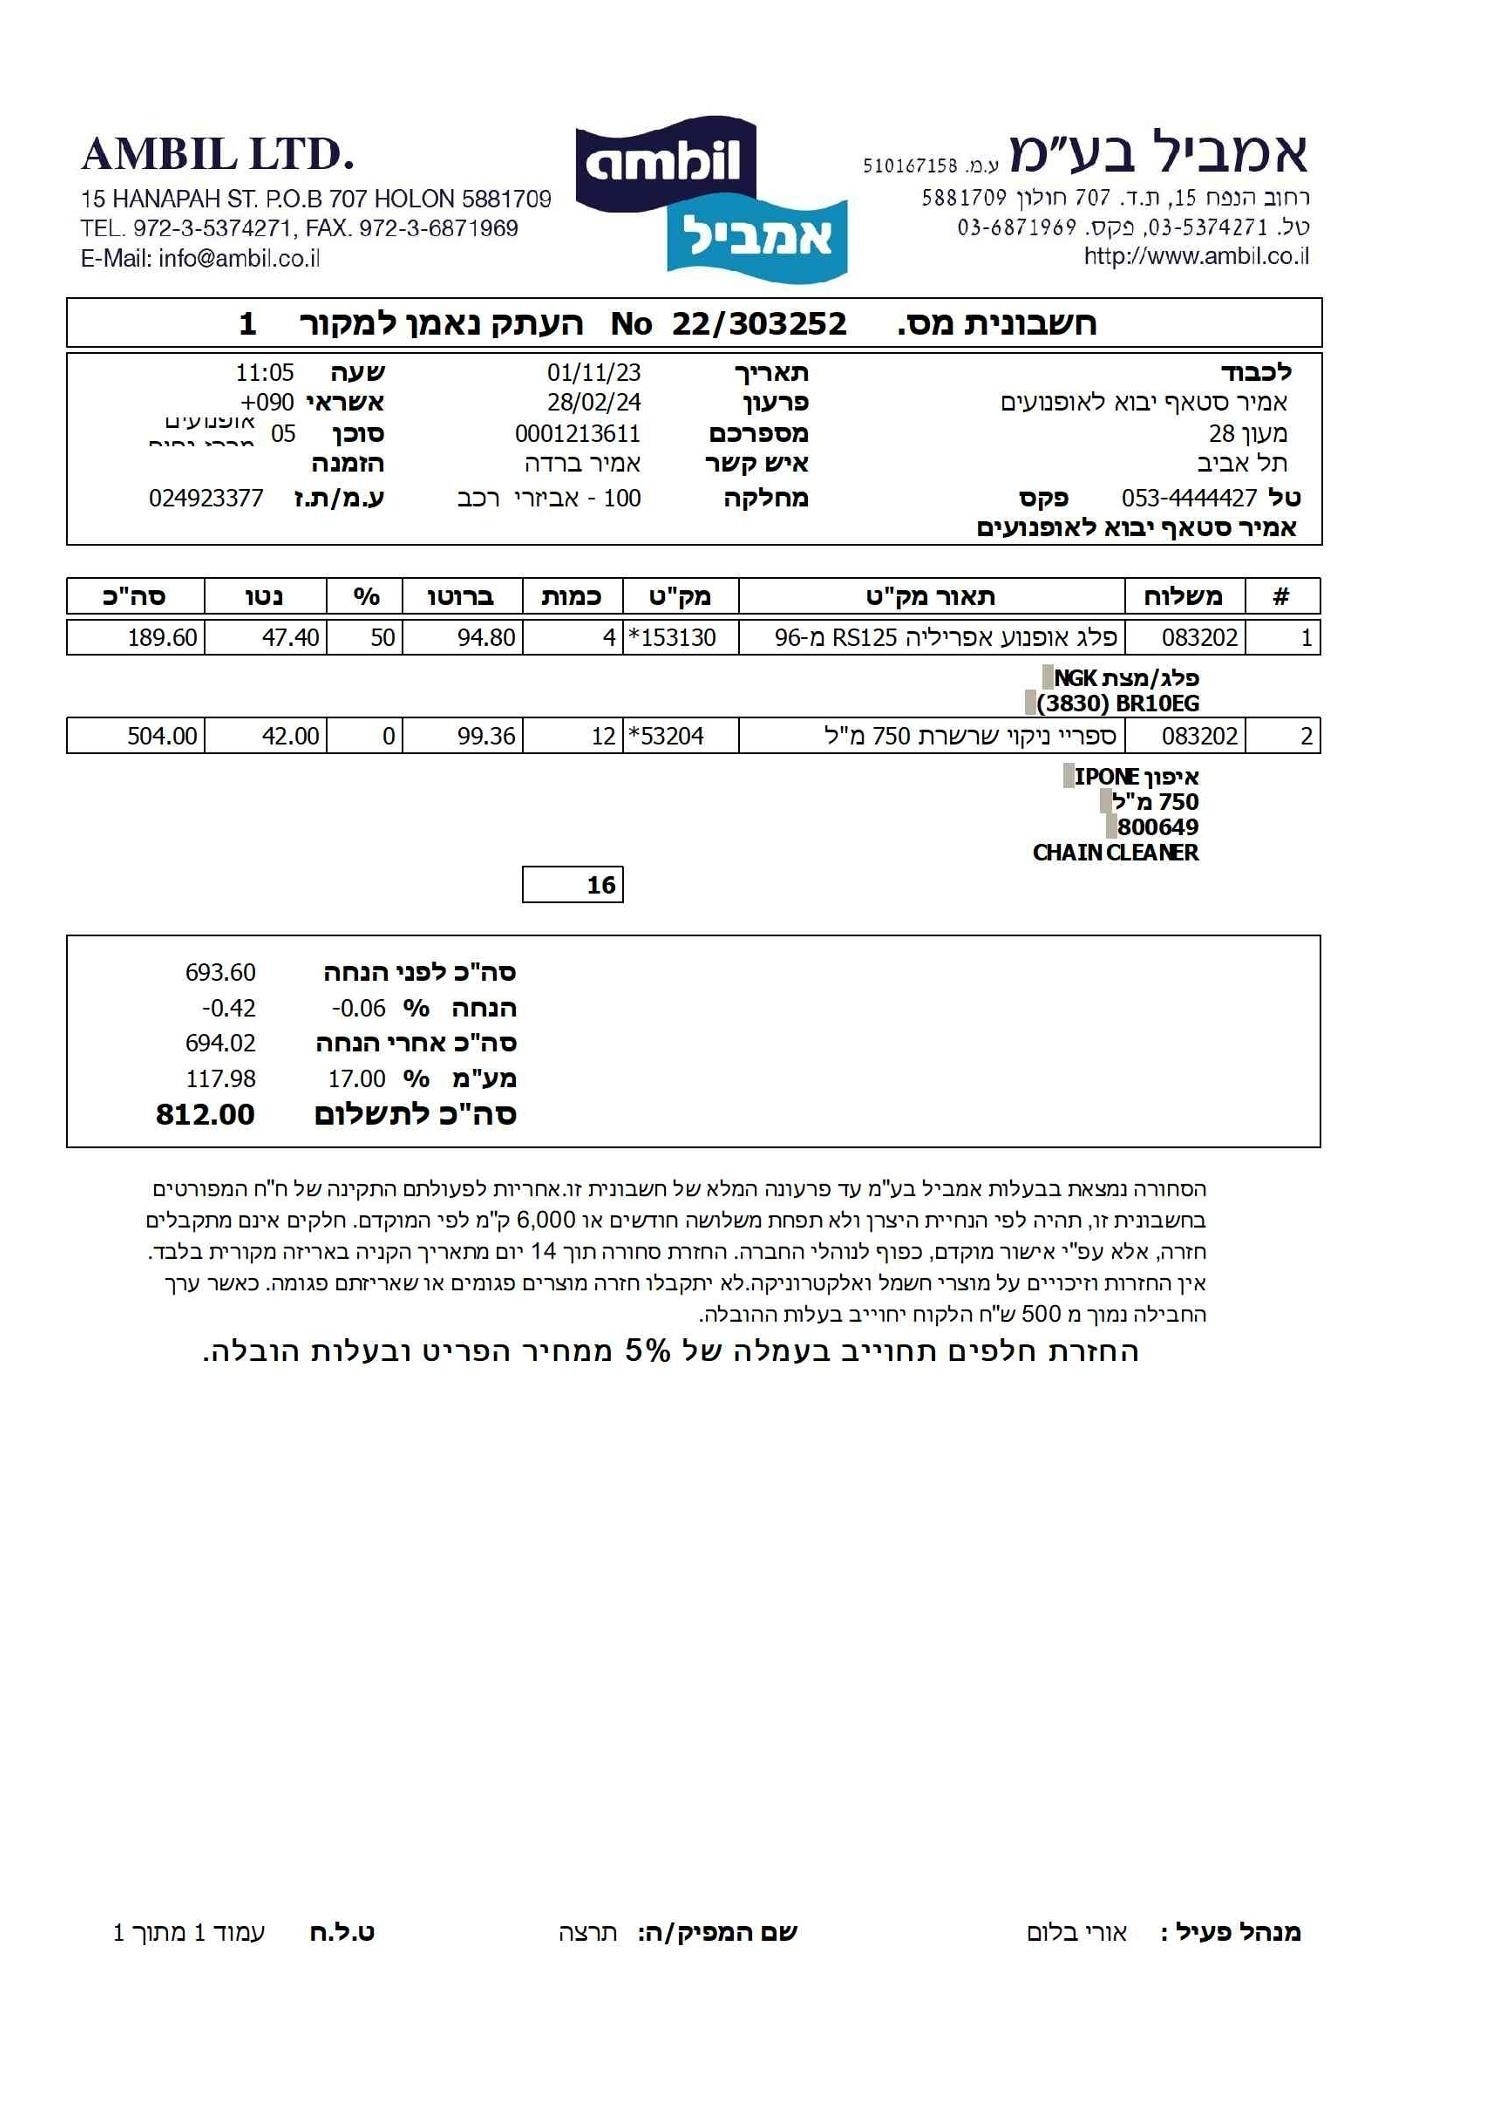 AMBIL LTD.
15 HANAPAH ST. P.O.B 707 HOLON 5881709
TEL. 972-3-5374271, FAX. 972-3-6871969
E-Mail: info@ambil.co.il
ambil
אמביל
אמביל בע"מ ע.מ. 510167158
רחוב הנפח 15, ת.ד. 707 חולון 5881709
טל. 03-5374271, פקס. 03-6871969
http://www.ambil.co.il
חשבונית מס. No 22/303252 העתק נאמן למקור 1
לכבוד תאריך 01/11/23 שעה 11:05
אמיר סטאף יבוא לאופנועים פרעון 28/02/24 אשראי +090
מעון 28 מספרכם 0001213611 סוכן 05 אופנועים
תל אביב איש קשר אמיר ברדה הזמנה
טל 053-4444427 פקס מחלקה 100 - אביזרי רכב ע.מ/ת.ז 024923377
אמיר סטאף יבוא לאופנועים
# משלוח תאור מק"ט מק"ט כמות ברוטו % נטו סה"כ
1 083202 פלג אופנוע אפריליה RS125 מ-96 *153130 4 94.80 50 47.40 189.60
פלג/מצת NGK
BR10EG (3830)
2 083202 ספריי ניקוי שרשרת 750 מ"ל *53204 12 99.36 0 42.00 504.00
איפון IPONE
750 מ"ל
800649
CHAIN CLEANER
16
סה"כ לפני הנחה 693.60
הנחה % -0.06 -0.42
סה"כ אחרי הנחה 694.02
מע"מ % 17.00 117.98
סה"כ לתשלום 812.00
הסחורה נמצאת בבעלות אמביל בע"מ עד פרעונה המלא של חשבונית זו.אחריות לפעולתם התקינה של ח"ח המפורטים
בחשבונית זו, תהיה לפי הנחיית היצרן ולא תפחת משלושה חודשים או 6,000 ק"מ לפי המוקדם. חלקים אינם מתקבלים
חזרה, אלא עפ"י אישור מוקדם, כפוף לנוהלי החברה. החזרת סחורה תוך 14 יום מתאריך הקניה באריזה מקורית בלבד.
אין החזרות וזיכויים על מוצרי חשמל ואלקטרוניקה.לא יתקבלו חזרה מוצרים פגומים או שאריזתם פגומה. כאשר ערך
החבילה נמוך מ 500 ש"ח הלקוח יחוייב בעלות ההובלה.
החזרת חלפים תחוייב בעמלה של 5% ממחיר הפריט ובעלות הובלה.
מנהל פעיל : אורי בלום שם המפיק/ה: תרצה ט.ל.ח עמוד 1 מתוך 1